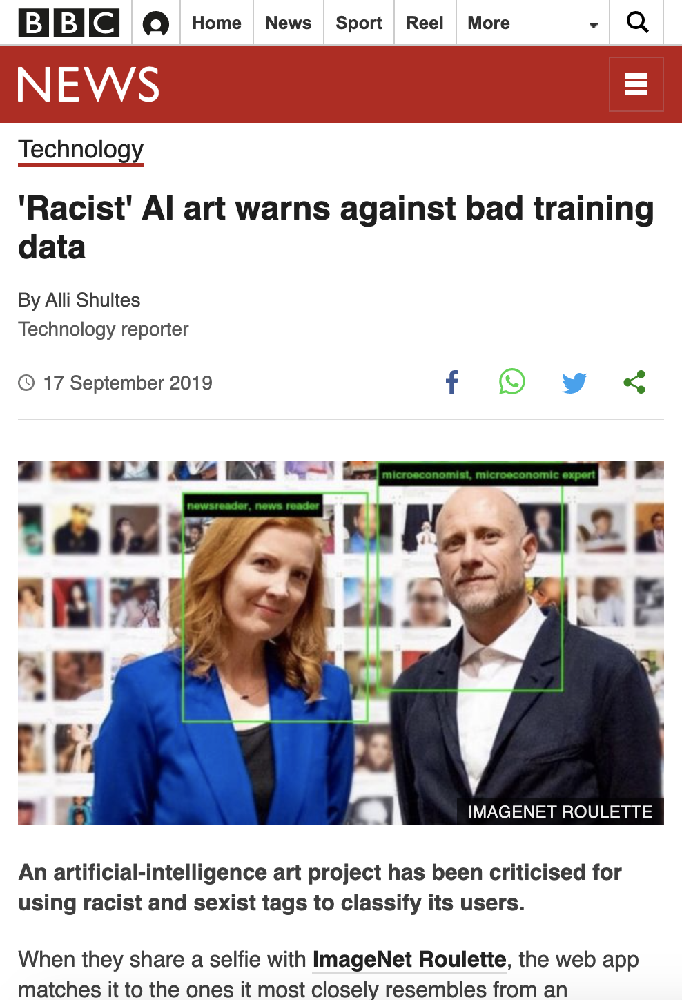 BBC
Home
News
Sport
Reel
More
NEWS
Technology
'Racist' AI art warns against bad training
data
By Alli Shultes
Technology reporter
17 September 2019
microeconomist, microeconomic expert
newsreader, news reader
IMAGENET ROULETTE
An artificial-intelligence art project has been criticised for
using racist and sexist tags to classify its users.
When they share a selfie with ImageNet Roulette, the web app
matches it to the ones it most closely resembles from an